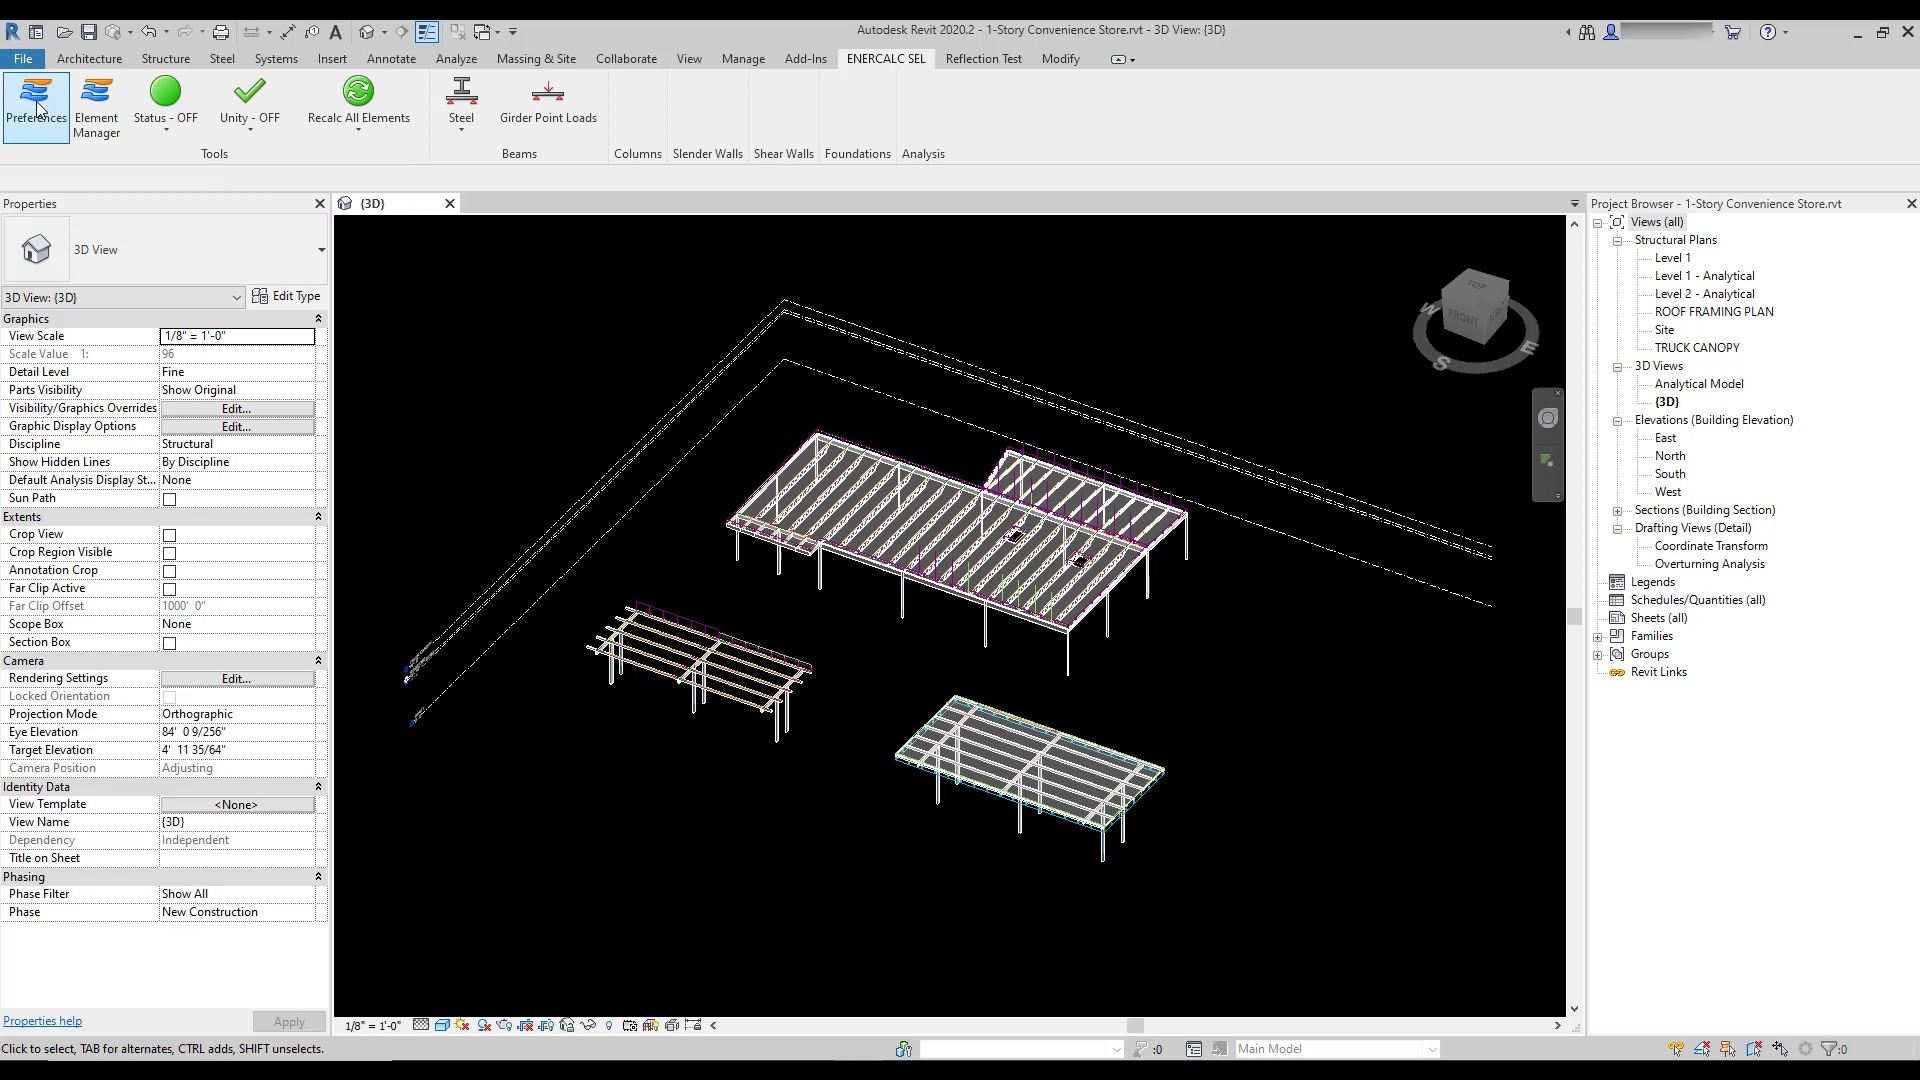 Autodesk Revit 2020.2 - 1-Story Convenience Store.rvt - 3D View: {3D}
File Architecture Structure Steel Systems Insert Annotate Analyze Massing & Site Collaborate View Manage Add-Ins ENERCALC SEL Reflection Test Modify
Preferences Element Manager Status - OFF Unity - OFF Recalc All Elements Steel Girder Point Loads
Tools Beams Columns Slender Walls Shear Walls Foundations Analysis
Properties
3D View
3D View: {3D} Edit Type
Graphics
View Scale 1/8" = 1'-0"
Scale Value 1: 96
Detail Level Fine
Parts Visibility Show Original
Visibility/Graphics Overrides Edit...
Graphic Display Options Edit...
Discipline Structural
Show Hidden Lines By Discipline
Default Analysis Display St... None
Sun Path
Extents
Crop View
Crop Region Visible
Annotation Crop
Far Clip Active
Far Clip Offset 1000' 0"
Scope Box None
Section Box
Camera
Rendering Settings Edit...
Locked Orientation
Projection Mode Orthographic
Eye Elevation 84' 0 9/256"
Target Elevation 4' 11 35/64"
Camera Position Adjusting
Identity Data
View Template <None>
View Name {3D}
Dependency Independent
Title on Sheet
Phasing
Phase Filter Show All
Phase New Construction
Properties help Apply
{3D}
TOP
FRONT
W
S
E
1/8" = 1'-0"
Project Browser - 1-Story Convenience Store.rvt
Views (all)
Structural Plans
Level 1
Level 1 - Analytical
Level 2 - Analytical
ROOF FRAMING PLAN
Site
TRUCK CANOPY
3D Views
Analytical Model
{3D}
Elevations (Building Elevation)
East
North
South
West
Sections (Building Section)
Drafting Views (Detail)
Coordinate Transform
Overturning Analysis
Legends
Schedules/Quantities (all)
Sheets (all)
Families
Groups
Revit Links
Click to select, TAB for alternates, CTRL adds, SHIFT unselects. :0 Main Model :0